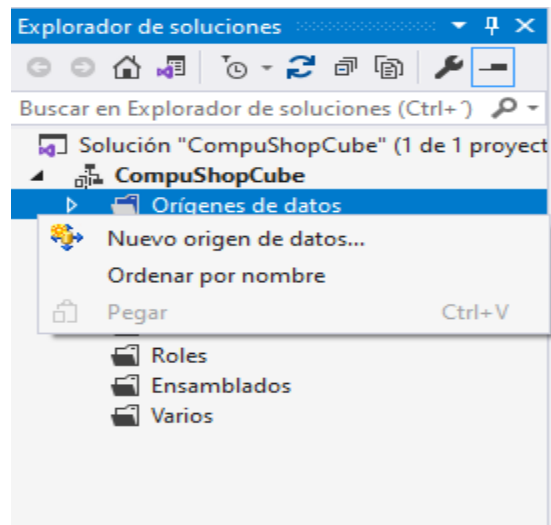 Explorador de soluciones
Buscar en Explorador de soluciones (Ctrl+´)
Solución "CompuShopCube" (1 de 1 proyect
CompuShopCube
Orígenes de datos
Nuevo origen de datos...
Ordenar por nombre
Pegar Ctrl+V
Roles
Ensamblados
Varios